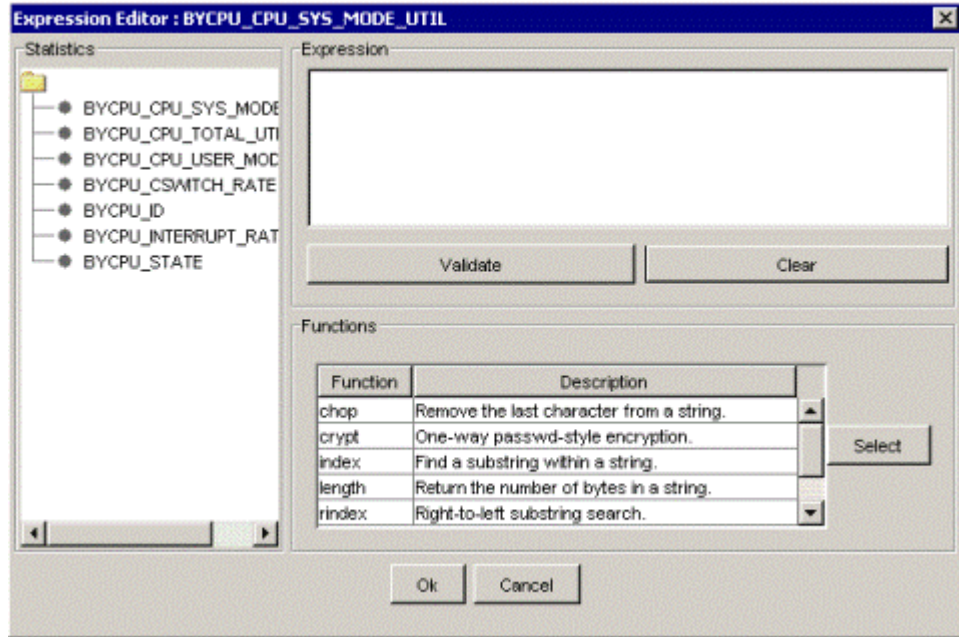 Expression Editor : BYCPU_CPU_SYS_MODE_UTIL
Statistics
BYCPU_CPU_SYS_MODE
BYCPU_CPU_TOTAL_UTI
BYCPU_CPU_USER_MOD
BYCPU_CSWITCH_RATE
BYCPU_ID
BYCPU_INTERRUPT_RAT
BYCPU_STATE
Expression
Validate Clear
Functions
Function Description
chop Remove the last character from a string.
crypt One-way passwd-style encryption.
index Find a substring within a string.
length Return the number of bytes in a string.
rindex Right-to-left substring search.
Select
Ok Cancel